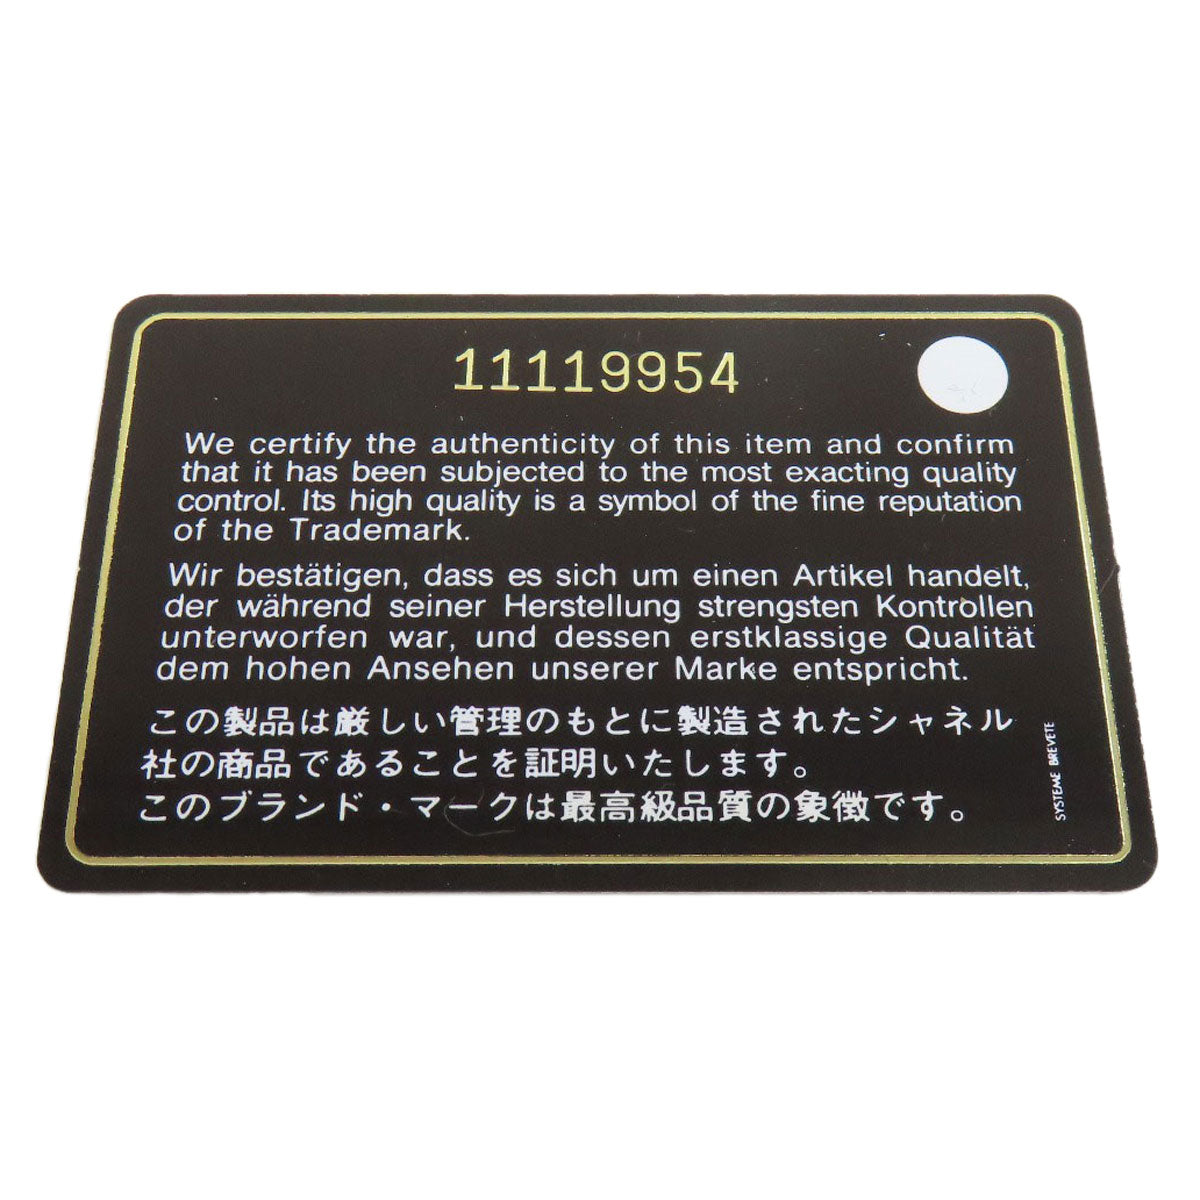 11119954
We certify the authenticity of this item and confirm
that it has been subjected to the most exacting quality
control. Its high quality is a symbol of the fine reputation
of the Trademark.
Wir bestätigen, dass es sich um einen Artikel handelt,
der während seiner Herstellung strengsten Kontrollen
unterworfen war, und dessen erstklassige Qualität
dem hohen Ansehen unserer Marke entspricht.
この製品は厳しい管理のもとに製造されたシャネル
社の商品であることを証明いたします。
このブランド・マークは最高級品質の象徴です。
SYSTEME BREVETE